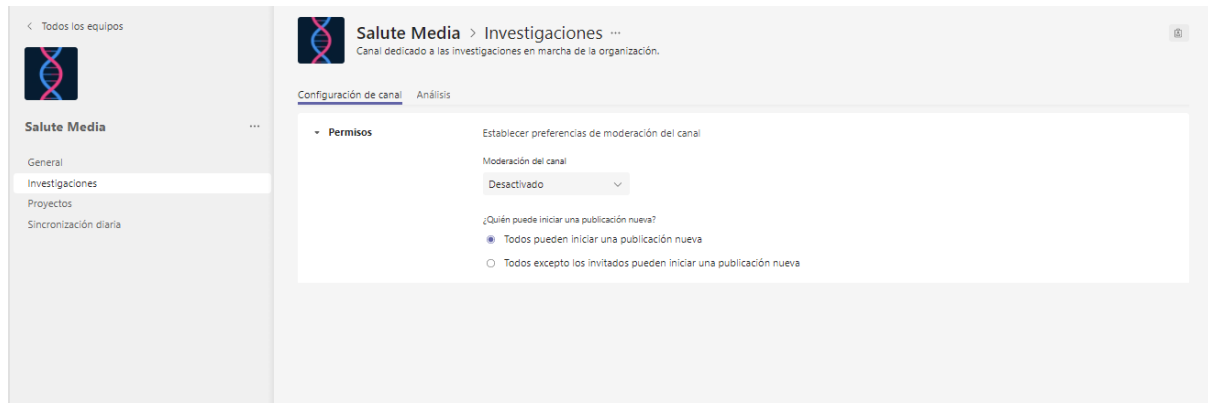 < Todos los equipos
Salute Media ...
General
Investigaciones
Proyectos
Sincronización diaria
Salute Media > Investigaciones ...
Canal dedicado a las investigaciones en marcha de la organización.
Configuración de canal Análisis
Permisos
Establecer preferencias de moderación del canal
Moderación del canal
Desactivado
¿Quién puede iniciar una publicación nueva?
Todos pueden iniciar una publicación nueva
Todos excepto los invitados pueden iniciar una publicación nueva